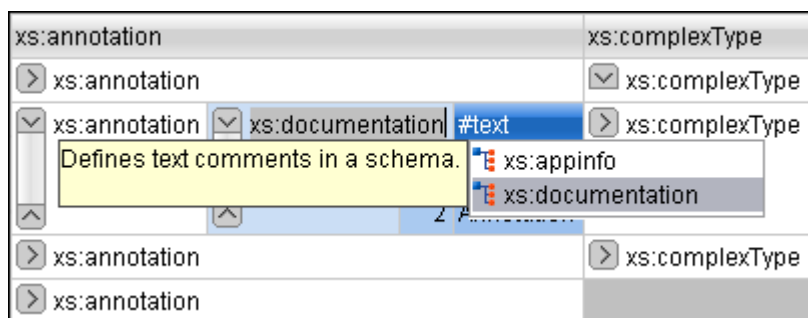 xs:annotation xs:complexType
xs:annotation xs:complexType
xs:annotation xs:documentation #text xs:complexType
Defines text comments in a schema. xs:appinfo
xs:documentation
2
xs:annotation xs:complexType
xs:annotation